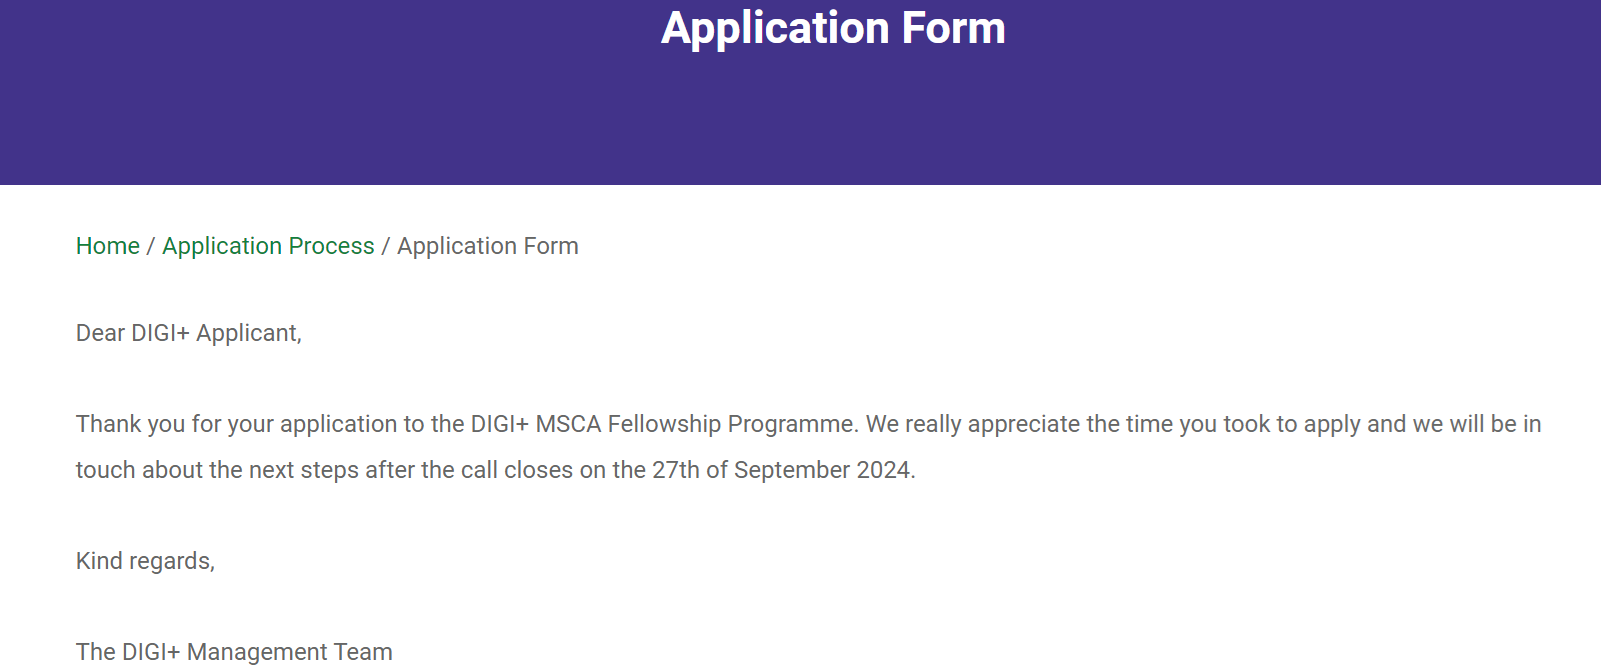 Application Form
Home / Application Process / Application Form
Dear DIGI+ Applicant,
Thank you for your application to the DIGI+ MSCA Fellowship Programme. We really appreciate the time you took to apply and we will be in
touch about the next steps after the call closes on the 27th of September 2024.
Kind regards,
The DIGI+ Management Team